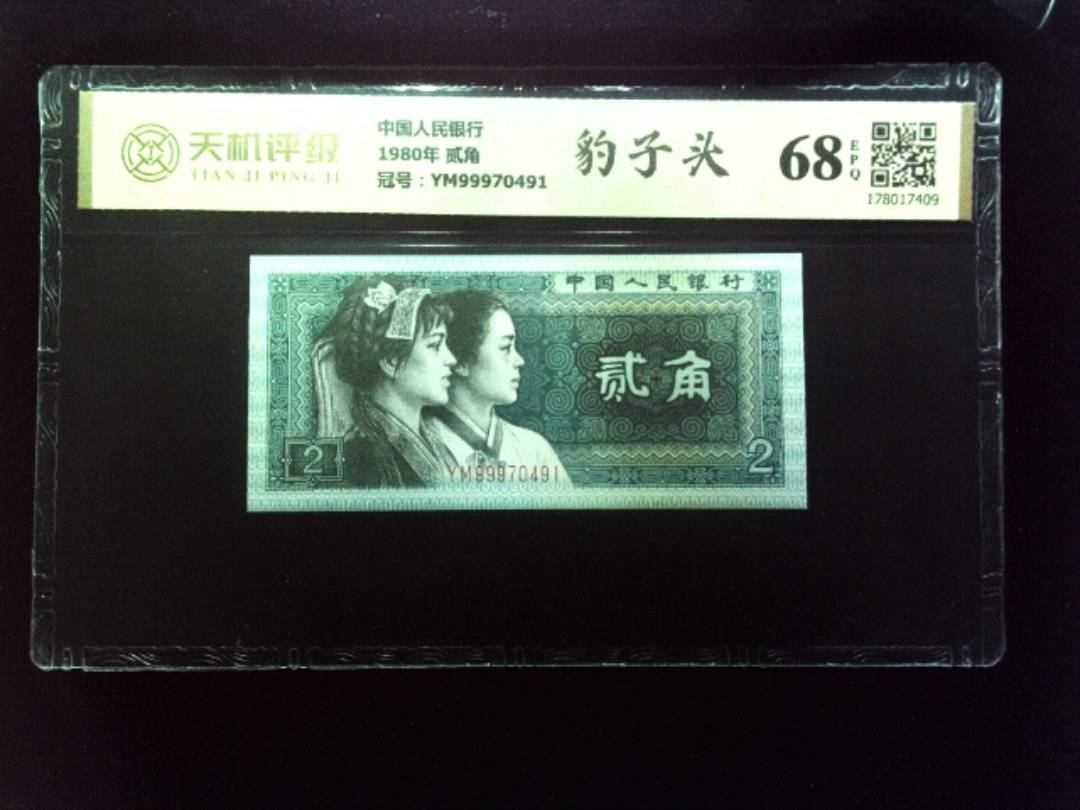 天机评级
TIAN JI PING JI
中国人民银行
1980年 贰角
冠号：YM99970491
豹子头
68
EPQ
178017409
中国人民银行
贰角
2
2
YM99970491